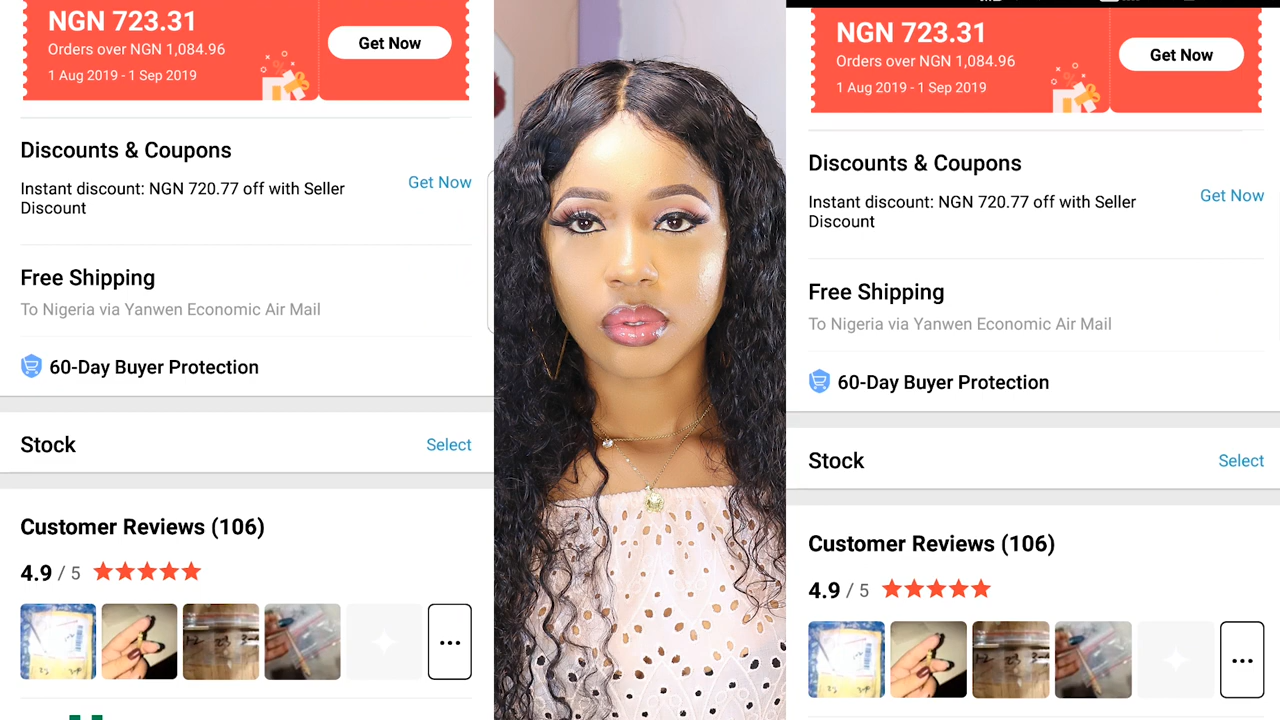 NGN 723.31
Orders over NGN 1,084.96
1 Aug 2019 - 1 Sep 2019
Get Now
Discounts & Coupons
Instant discount: NGN 720.77 off with Seller
Discount
Get Now
Free Shipping
To Nigeria via Yanwen Economic Air Mail
60-Day Buyer Protection
Stock
Select
Customer Reviews (106)
4.9 / 5
...
NGN 723.31
Orders over NGN 1,084.96
1 Aug 2019 - 1 Sep 2019
Get Now
Discounts & Coupons
Instant discount: NGN 720.77 off with Seller
Discount
Get Now
Free Shipping
To Nigeria via Yanwen Economic Air Mail
60-Day Buyer Protection
Stock
Select
Customer Reviews (106)
4.9 / 5
...